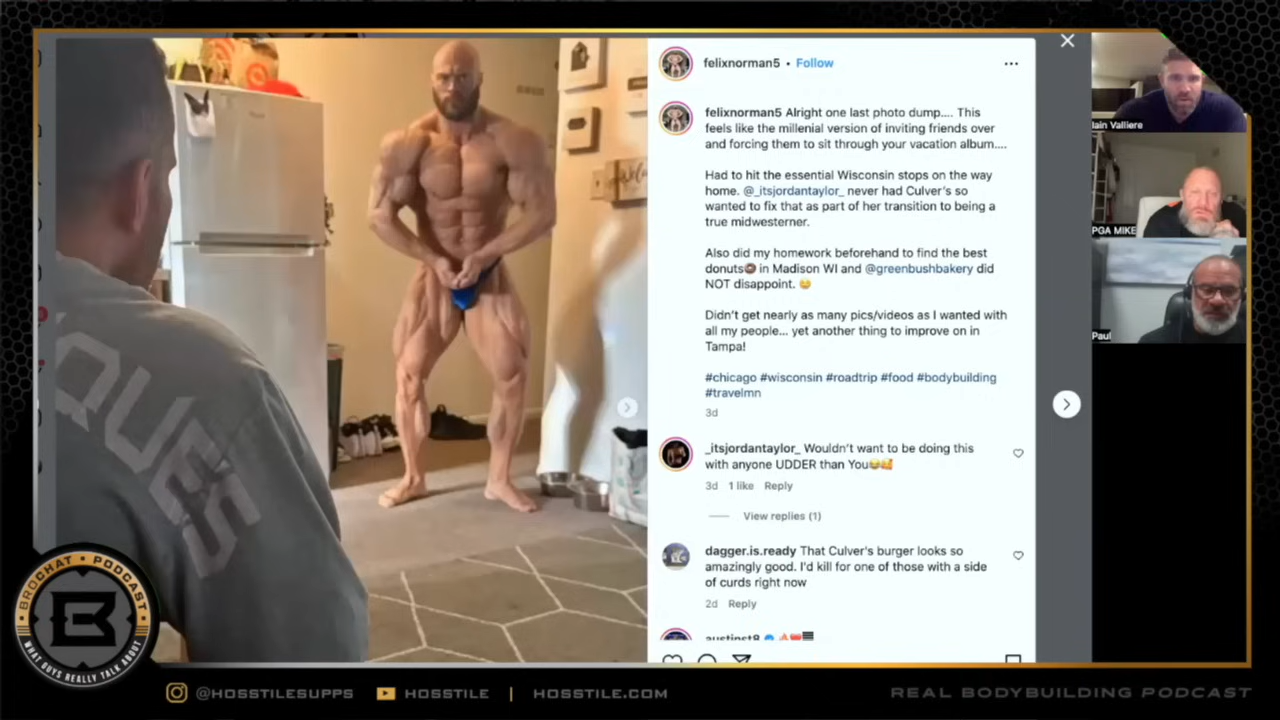 felixnorman5 • Follow
felixnorman5 Alright one last photo dump.... This
feels like the millenial version of inviting friends over
and forcing them to sit through your vacation album....
Had to hit the essential Wisconsin stops on the way
home. @_itsjordantaylor_ never had Culver's so
wanted to fix that as part of her transition to being a
true midwesterner.
Also did my homework beforehand to find the best
donuts🍩 in Madison WI and @greenbushbakery did
NOT disappoint. 😄
Didn't get nearly as many pics/videos as I wanted with
all my people... yet another thing to improve on in
Tampa!
#chicago #wisconsin #roadtrip #food #bodybuilding
#travelmn
3d
_itsjordantaylor_ Wouldn't want to be doing this
with anyone UDDER than You😂🥰
3d 1 like Reply
View replies (1)
dagger.is.ready That Culver's burger looks so
amazingly good. I'd kill for one of those with a side
of curds right now
2d Reply
Iain Valliere
PGA MIKE
Paul
QUES
BROCHAT • PODCAST
WHAT GUYS REALLY TALK ABOUT
@HOSSTILESUPPS HOSSTILE | HOSSTILE.COM
REAL BODYBUILDING PODCAST